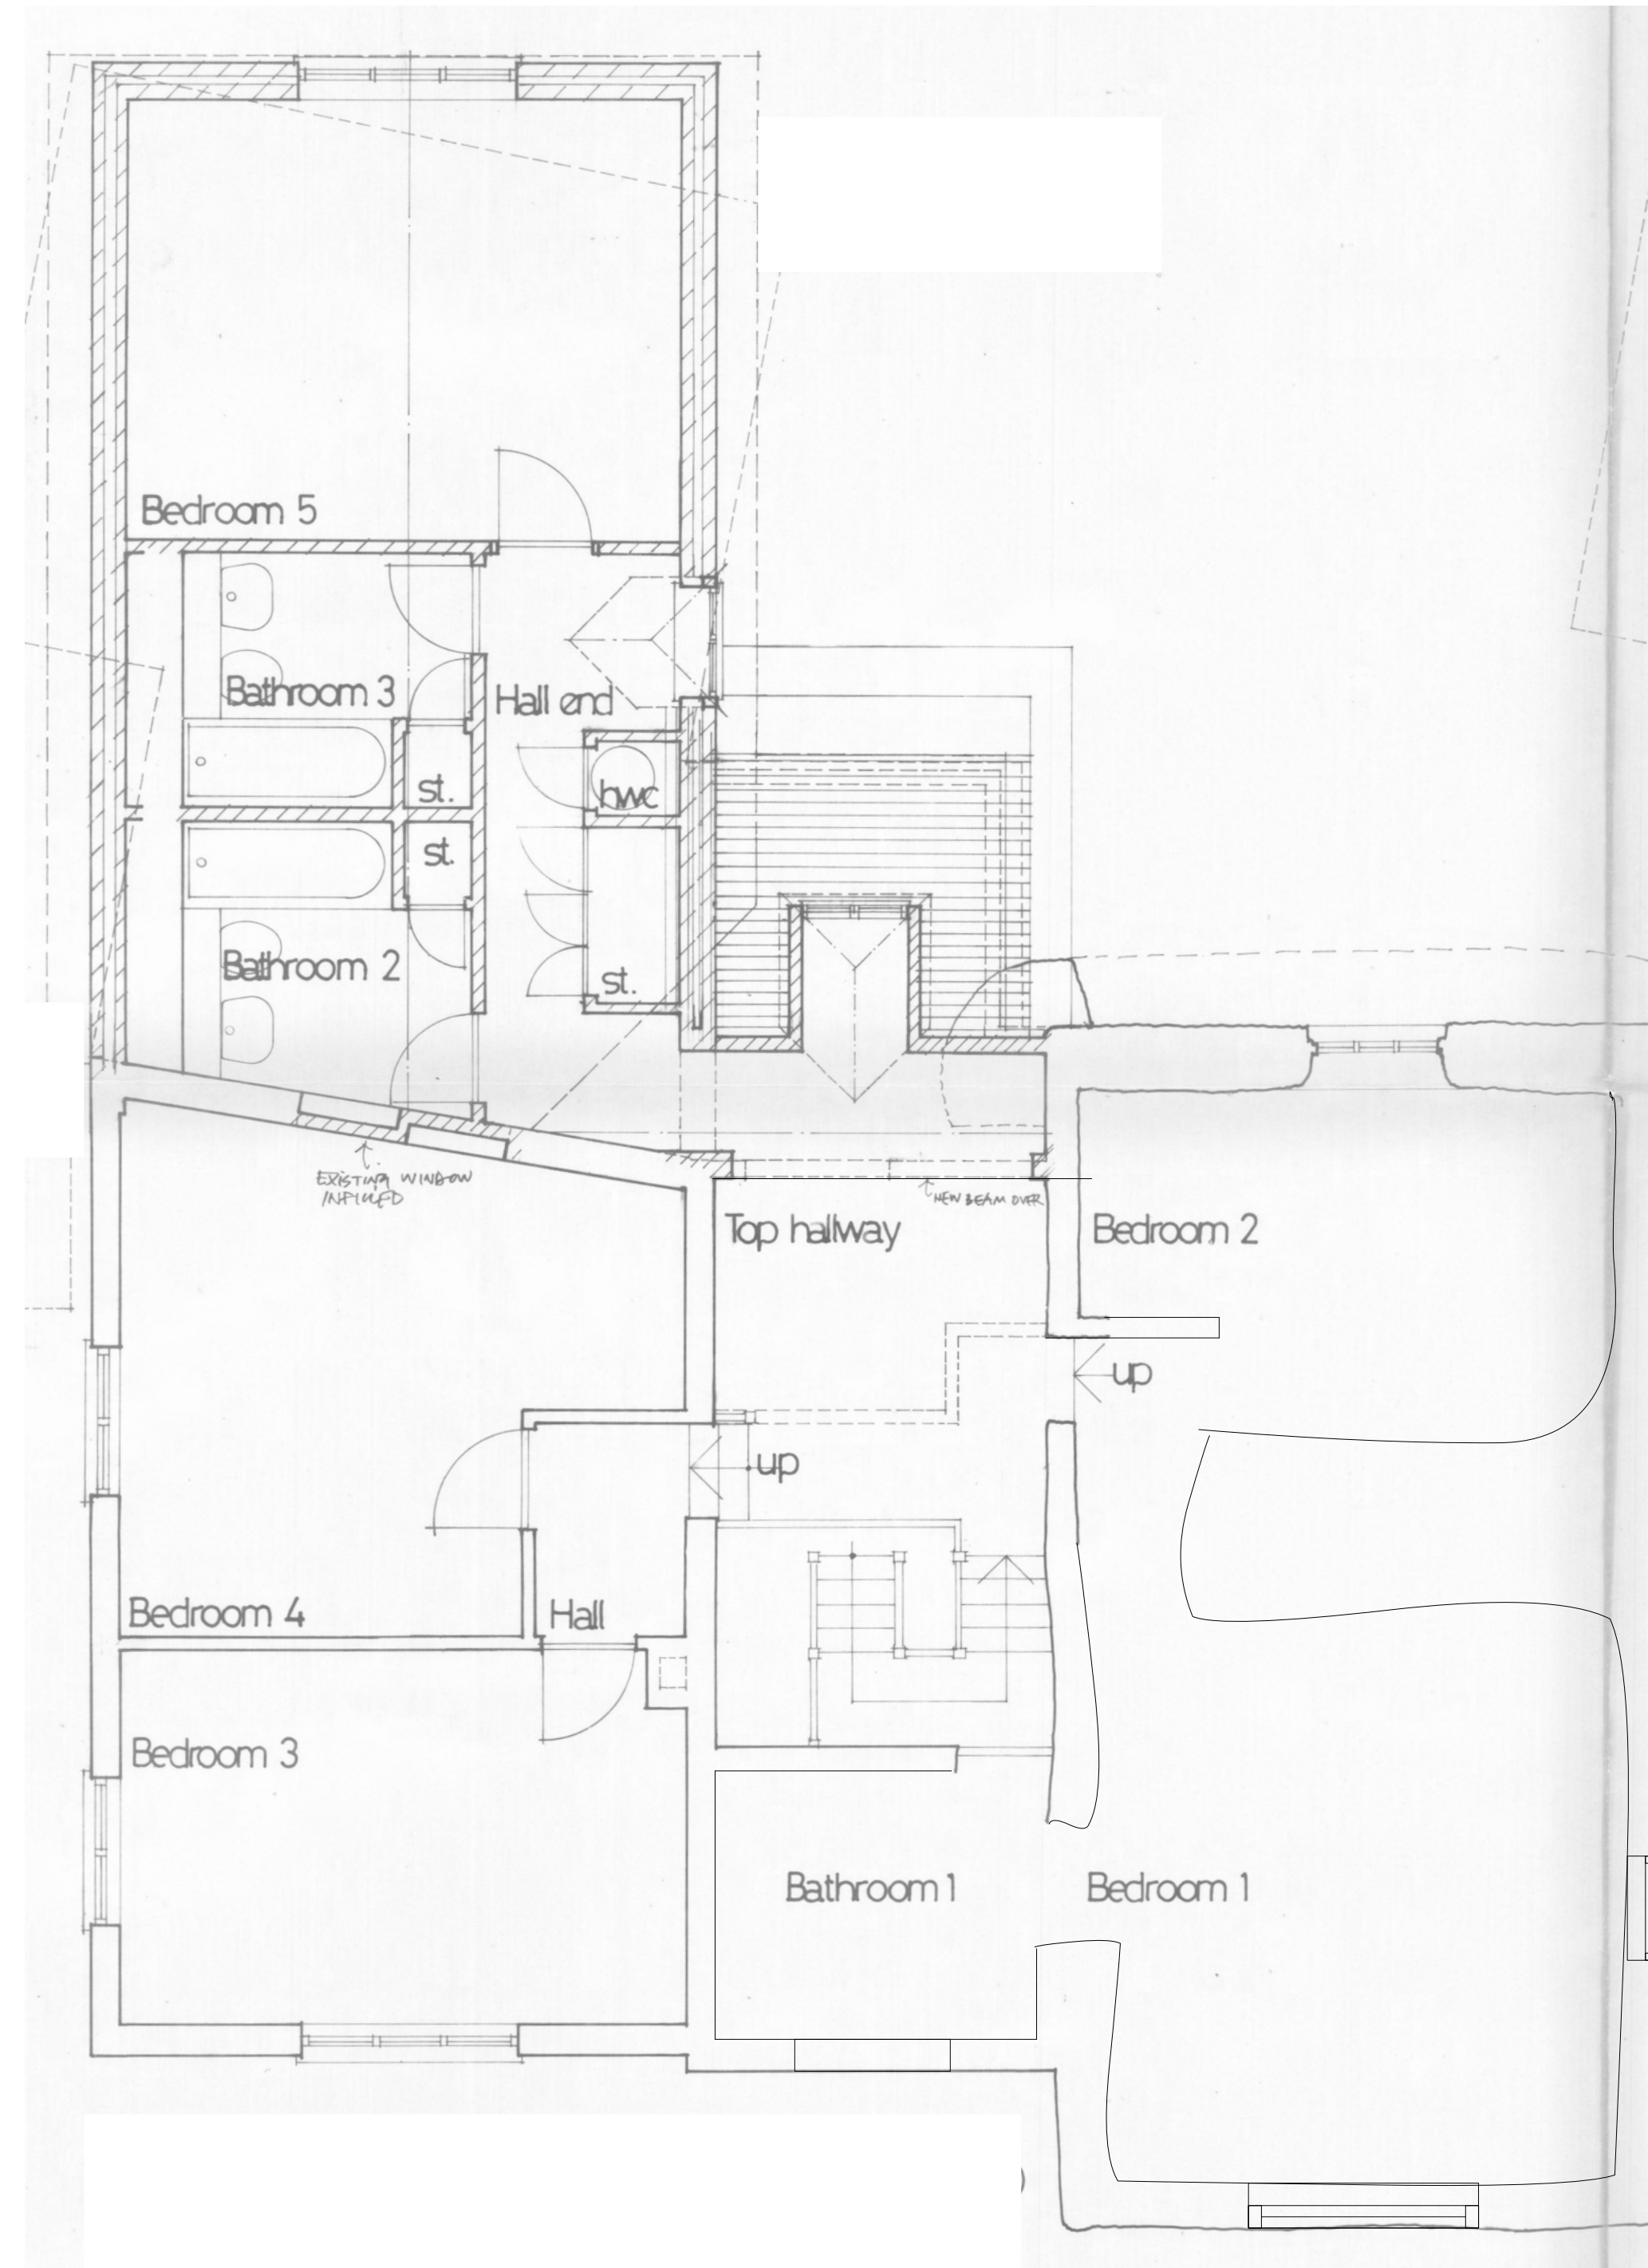 Bedroom 5
Bathroom 3
Hall end
st.
hwc
st.
Bathroom 2
st.
EXISTING WINDOW
INFILLED
NEW BEAM OVER
Top hallway
Bedroom 2
up
up
Bedroom 4
Hall
Bedroom 3
Bathroom 1
Bedroom 1